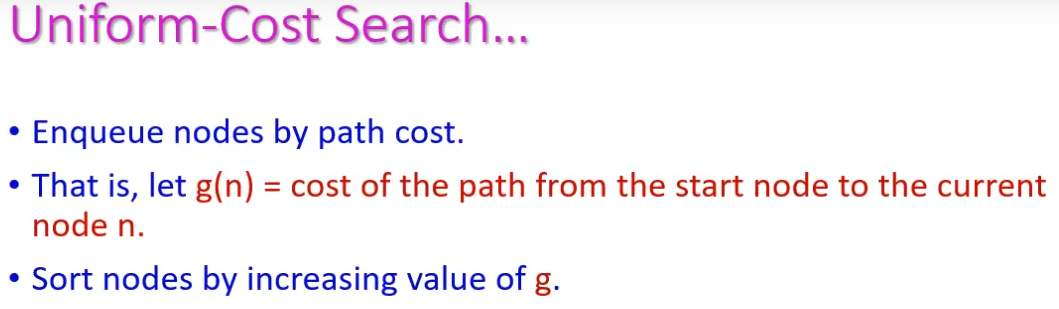 Uniform-Cost Search...
• Enqueue nodes by path cost.
• That is, let g(n) = cost of the path from the start node to the current
node n.
• Sort nodes by increasing value of g.